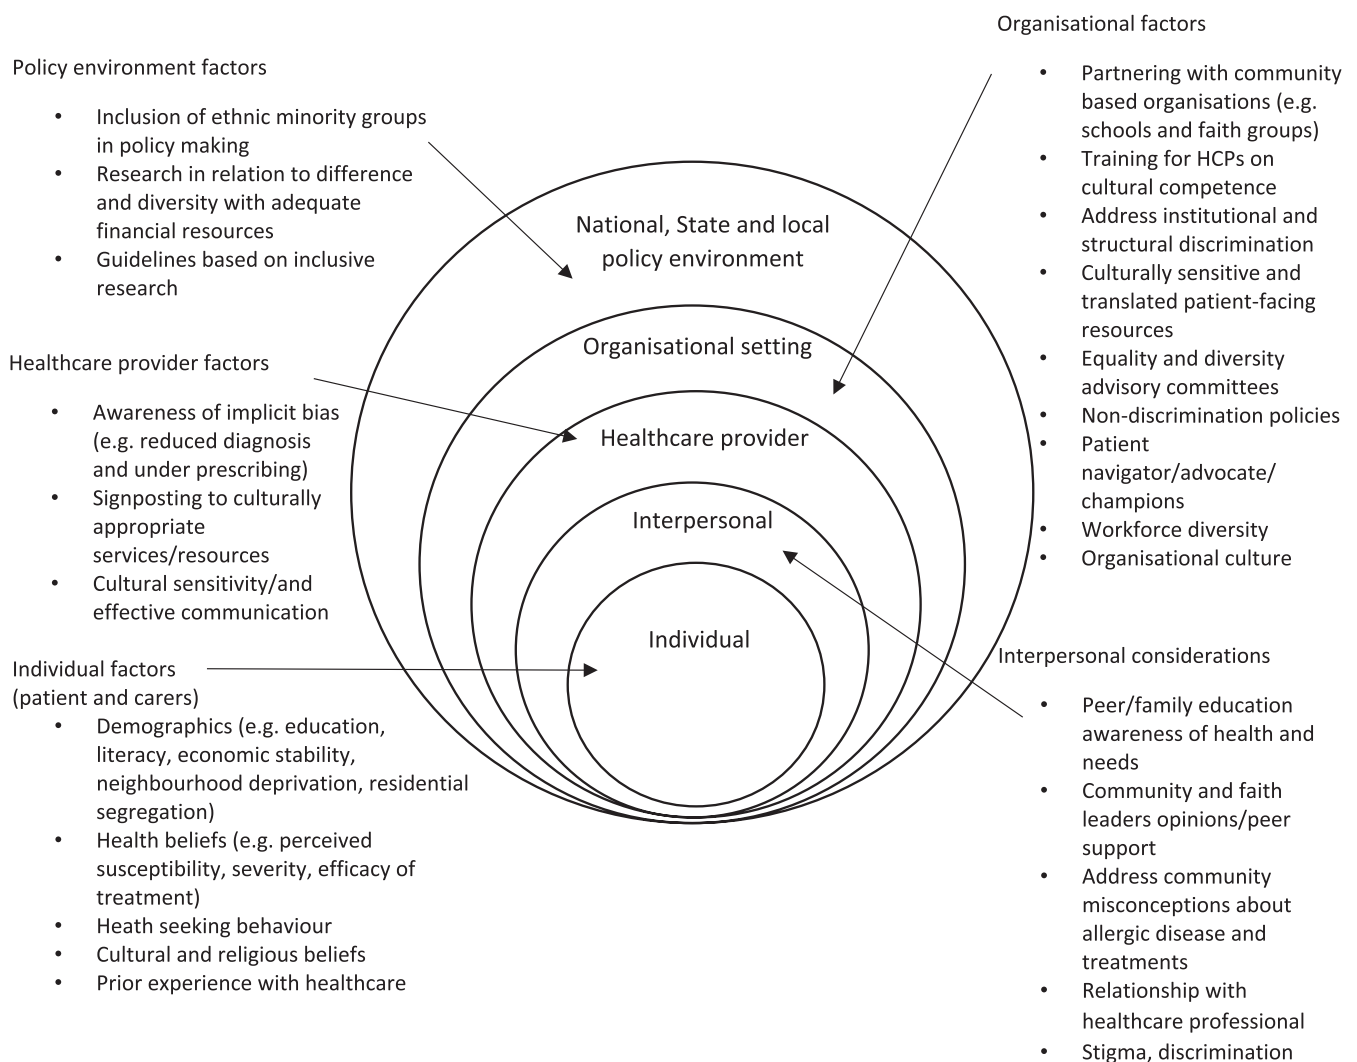 Organisational factors
• Partnering with community
based organisations (e.g.
schools and faith groups)
• Training for HCPs on
cultural competence
• Address institutional and
structural discrimination
• Culturally sensitive and
translated patient-facing
resources
• Equality and diversity
advisory committees
• Non-discrimination policies
• Patient
navigator/advocate/
champions
• Workforce diversity
• Organisational culture
Policy environment factors
• Inclusion of ethnic minority groups
in policy making
• Research in relation to difference
and diversity with adequate
financial resources
• Guidelines based on inclusive
research
Healthcare provider factors
• Awareness of implicit bias
(e.g. reduced diagnosis
and under prescribing)
• Signposting to culturally
appropriate
services/resources
• Cultural sensitivity/and
effective communication
Individual factors
(patient and carers)
• Demographics (e.g. education,
literacy, economic stability,
neighbourhood deprivation, residential
segregation)
• Health beliefs (e.g. perceived
susceptibility, severity, efficacy of
treatment)
• Heath seeking behaviour
• Cultural and religious beliefs
• Prior experience with healthcare
National, State and local
policy environment
Organisational setting
Healthcare provider
Interpersonal
Individual
Interpersonal considerations
• Peer/family education
awareness of health and
needs
• Community and faith
leaders opinions/peer
support
• Address community
misconceptions about
allergic disease and
treatments
• Relationship with
healthcare professional
• Stigma, discrimination